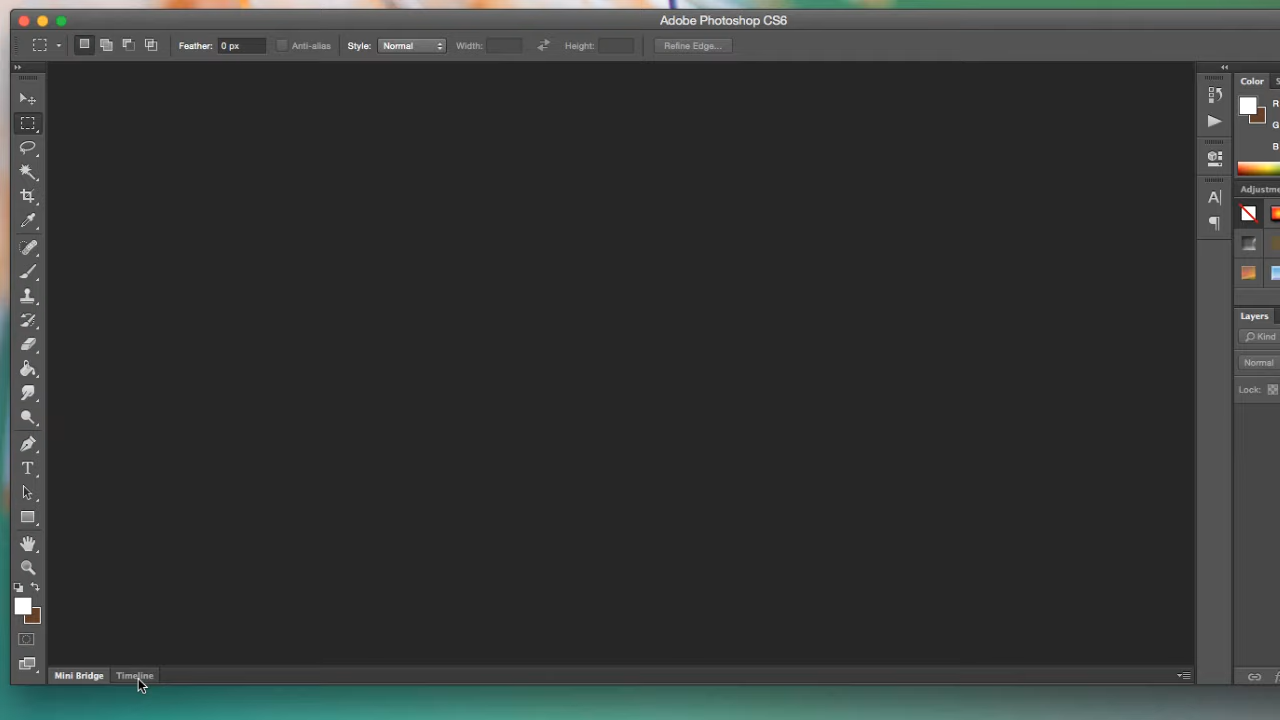 Adobe Photoshop CS6
Feather: 0 px Anti-alias Style: Normal Width: Height: Refine Edge...
Color
R
G
B
Adjustme
Layers
Kind
Normal
Lock:
Mini Bridge Timeline